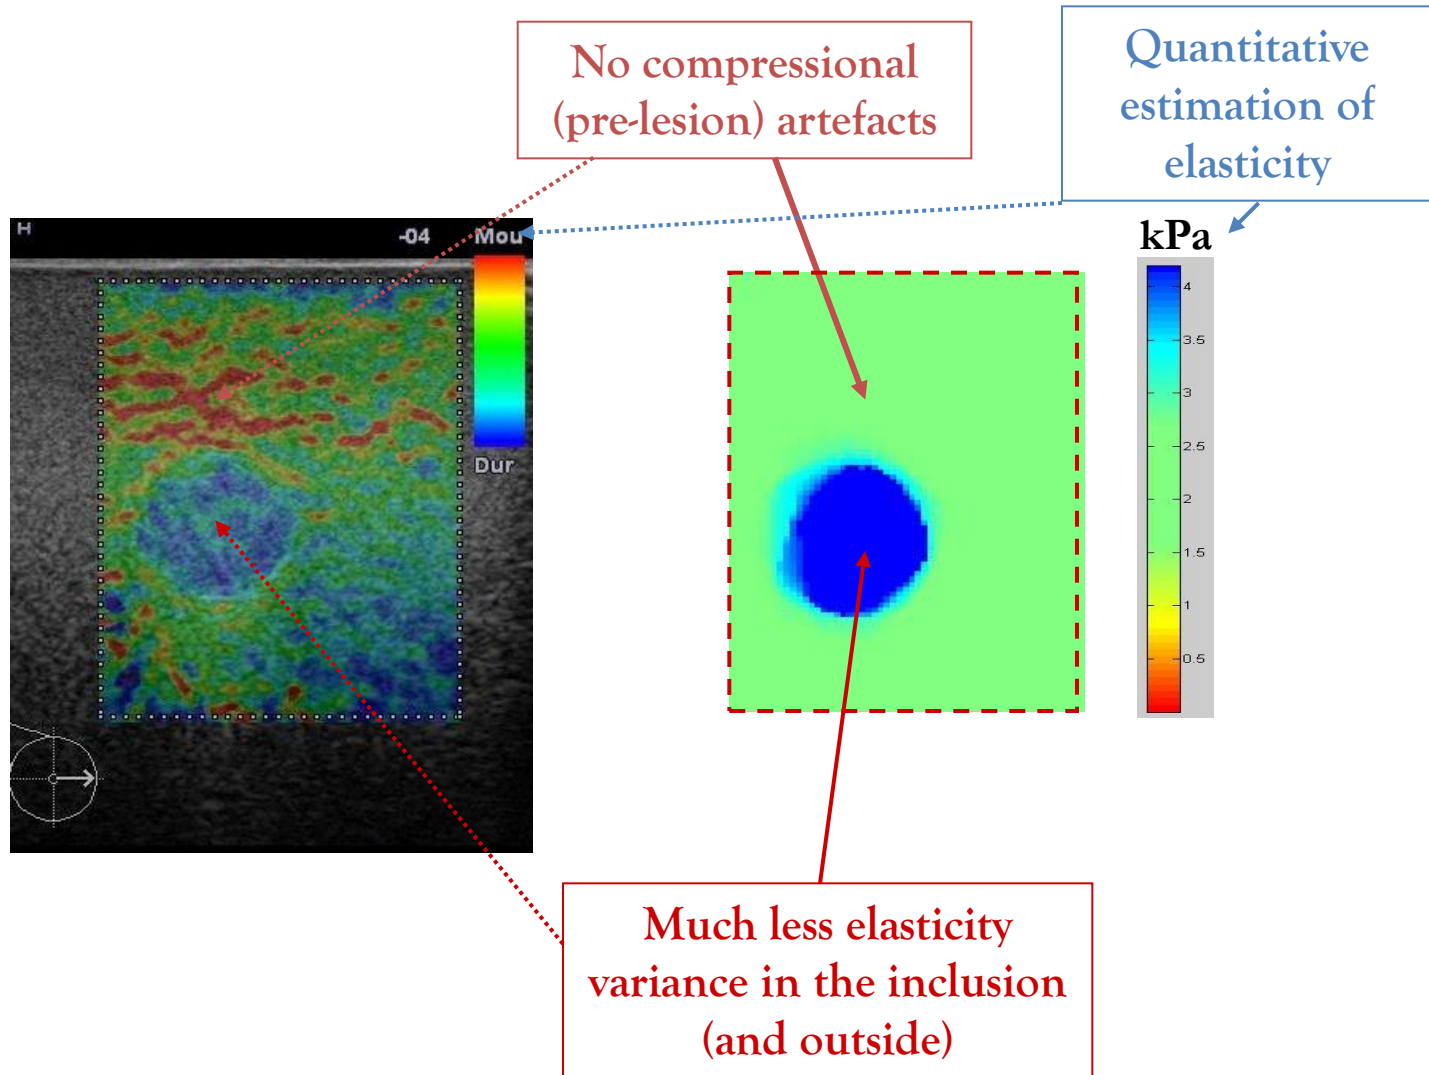 No compressional
(pre-lesion) artefacts
Quantitative
estimation of
elasticity
H
-04
Mou
Dur
kPa
4
3.5
3
2.5
2
1.5
1
0.5
Much less elasticity
variance in the inclusion
(and outside)